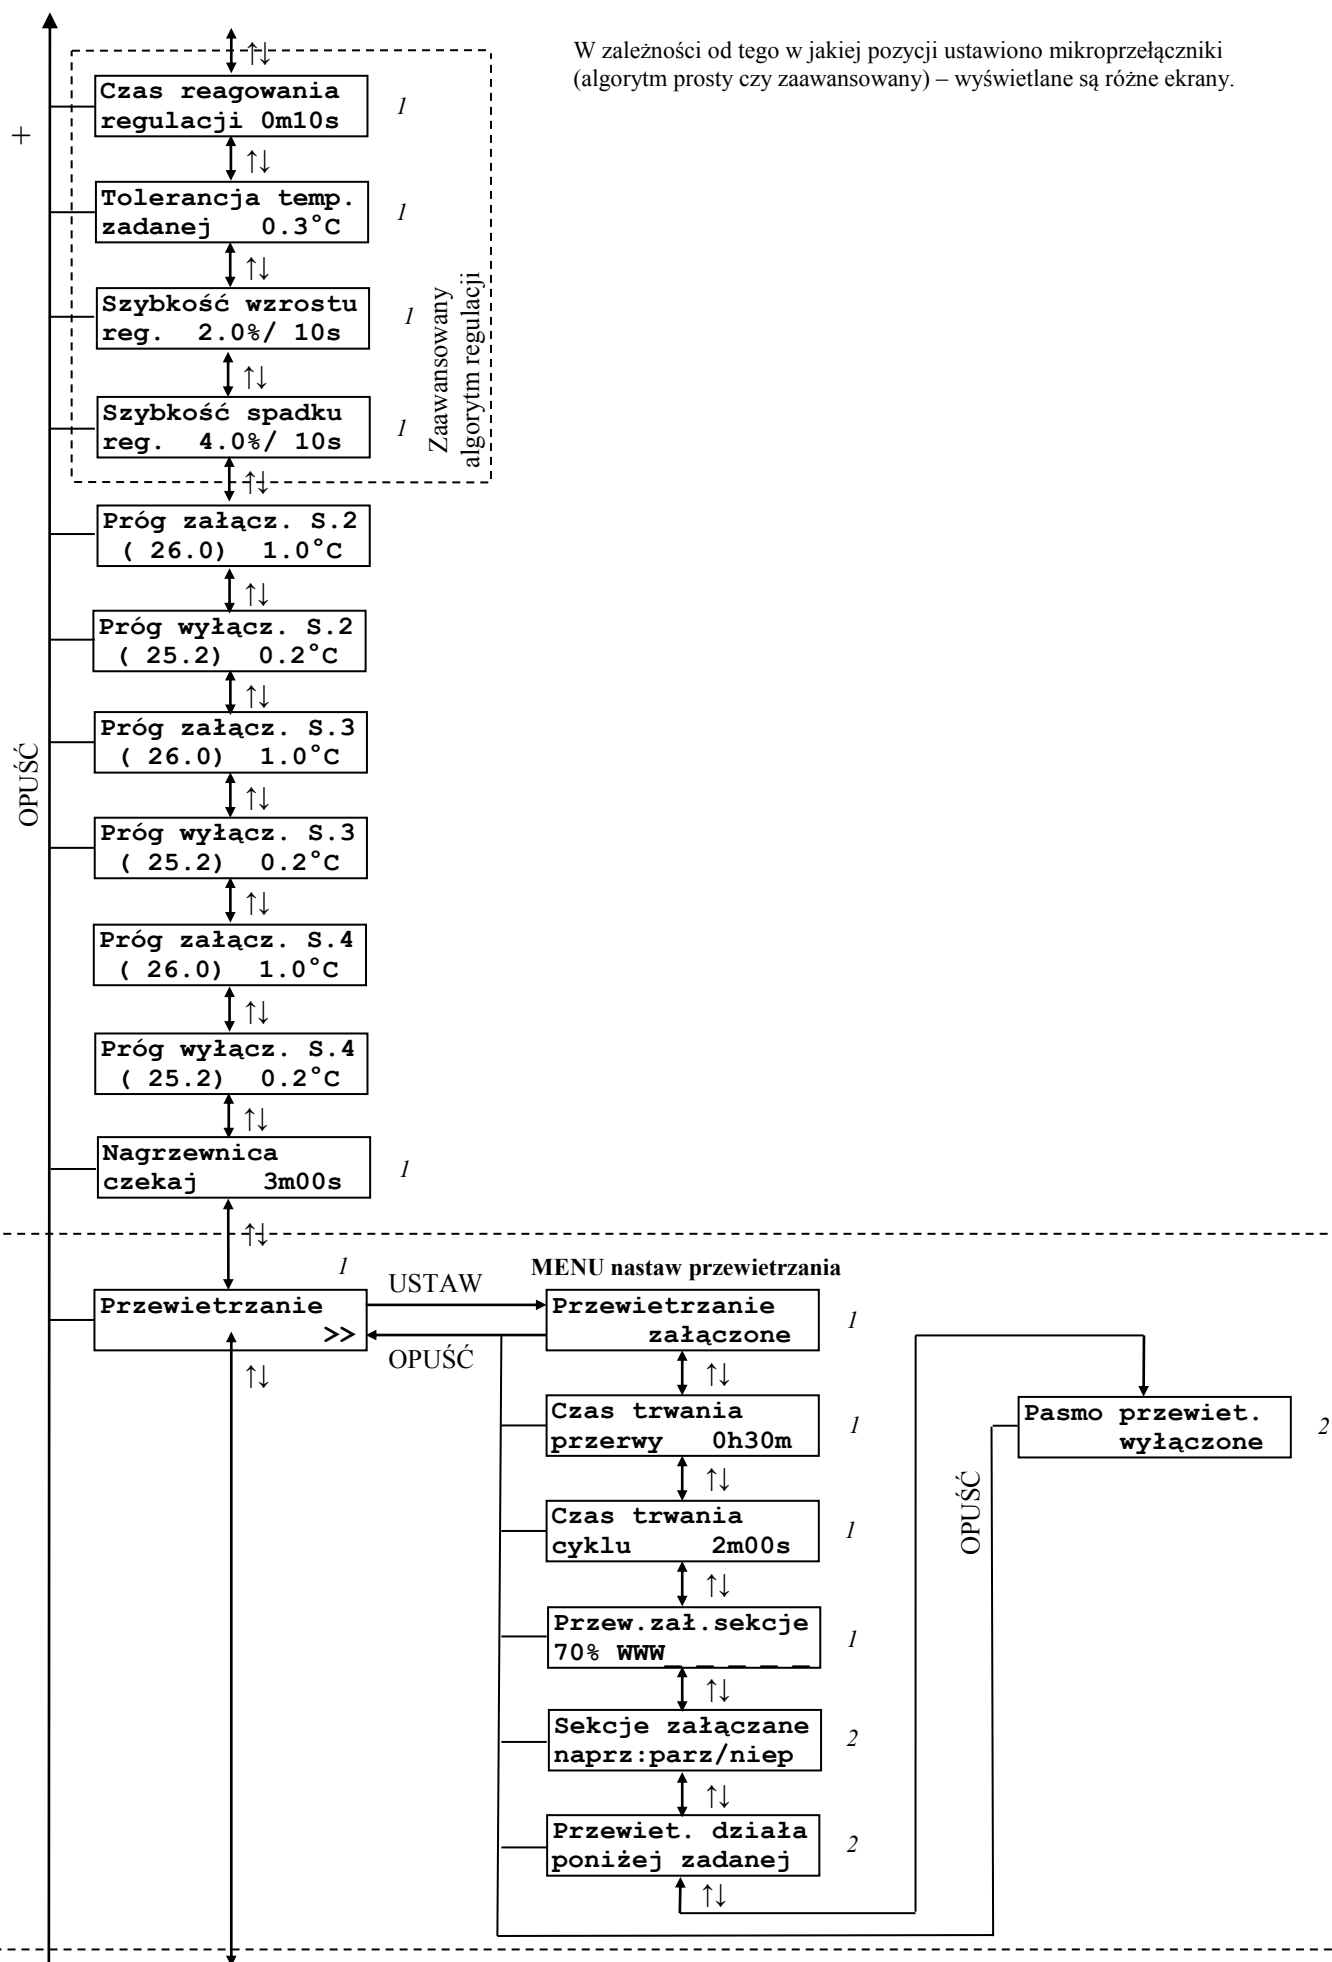 W zależności od tego w jakiej pozycji ustawiono mikroprzełączniki
(algorytm prosty czy zaawansowany) – wyświetlane są różne ekrany.
↑↓
Czas reagowania
regulacji 0m10s
1
+
↑↓
Tolerancja temp.
zadanej 0.3°C
1
↑↓
Szybkość wzrostu
reg. 2.0%/ 10s
1
↑↓
Szybkość spadku
reg. 4.0%/ 10s
1
Zaawansowany
algorytm regulacji
↑↓
Próg załącz. S.2
( 26.0) 1.0°C
↑↓
Próg wyłącz. S.2
( 25.2) 0.2°C
↑↓
Próg załącz. S.3
( 26.0) 1.0°C
OPUŚĆ
↑↓
Próg wyłącz. S.3
( 25.2) 0.2°C
↑↓
Próg załącz. S.4
( 26.0) 1.0°C
↑↓
Próg wyłącz. S.4
( 25.2) 0.2°C
↑↓
Nagrzewnica
czekaj 3m00s
1
↑↓
1
Przewietrzanie
>>
USTAW
OPUŚĆ
↑↓
MENU nastaw przewietrzania
Przewietrzanie
załączone
1
↑↓
Czas trwania
przerwy 0h30m
1
↑↓
Czas trwania
cyklu 2m00s
1
↑↓
Przew.zał.sekcje
70% WWW_ _ _ _ _
1
↑↓
Sekcje załączane
naprz:parz/niep
2
↑↓
Przewiet. działa
poniżej zadanej
2
↑↓
Pasmo przewiet.
wyłączone
2
OPUŚĆ